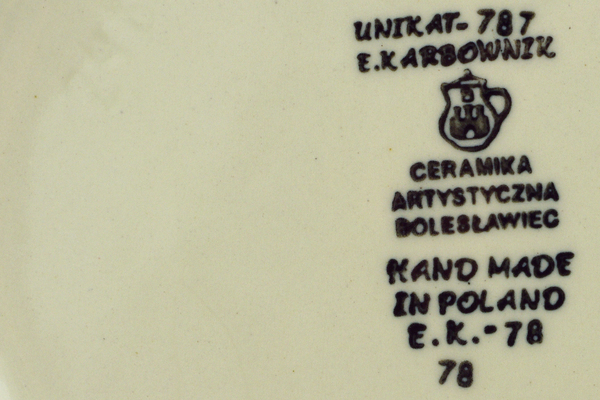 UNIKAT- 787
E.KARBOWNIK
B
CERAMIKA
ARTYSTYCZNA
BOLESŁAWIEC
HAND MADE
IN POLAND
E.K.-78
78